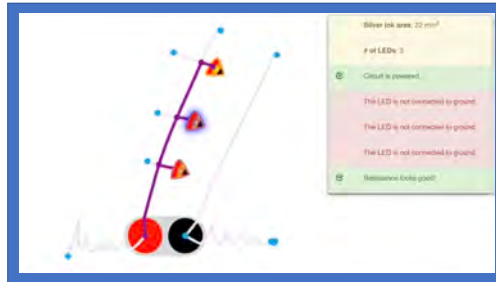 Silver ink area: 22 mm²
# of LEDs: 3
Circuit is powered.
The LED is not connected to ground.
The LED is not connected to ground.
The LED is not connected to ground.
Resistance looks good!